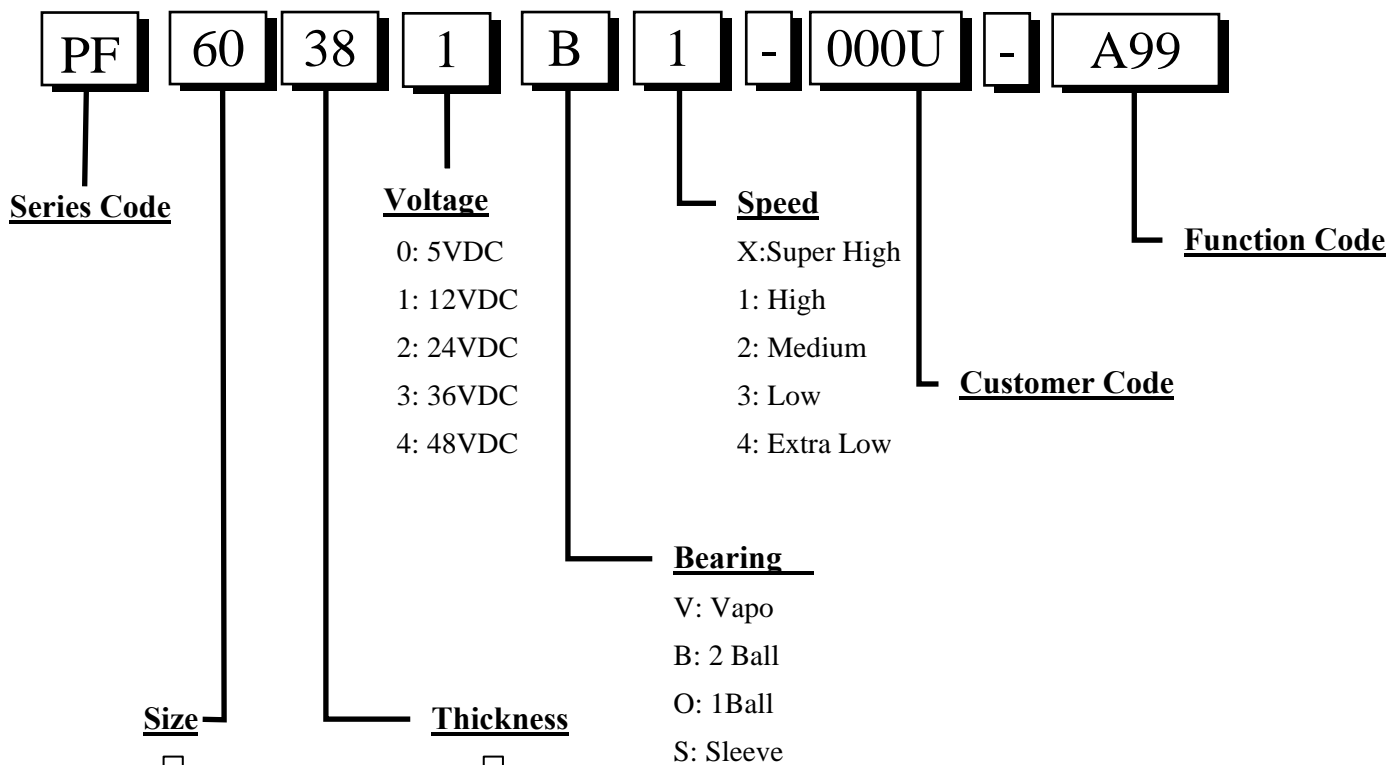 PF 60 38 1 B 1 - 000U - A99
Series Code
Voltage
0: 5VDC
1: 12VDC
2: 24VDC
3: 36VDC
4: 48VDC
Speed
X:Super High
1: High
2: Medium
3: Low
4: Extra Low
Function Code
Customer Code
Bearing
V: Vapo
B: 2 Ball
O: 1Ball
S: Sleeve
Size
Thickness